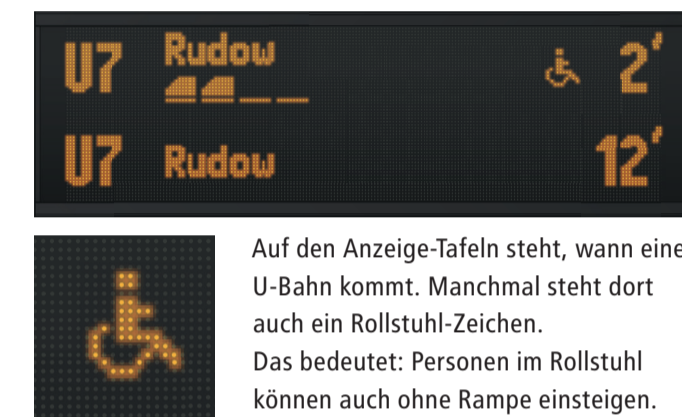 U7 Rudow 2'
U7 Rudow 12'
Auf den Anzeige-Tafeln steht, wann eine
U-Bahn kommt. Manchmal steht dort
auch ein Rollstuhl-Zeichen.
Das bedeutet: Personen im Rollstuhl
können auch ohne Rampe einsteigen.